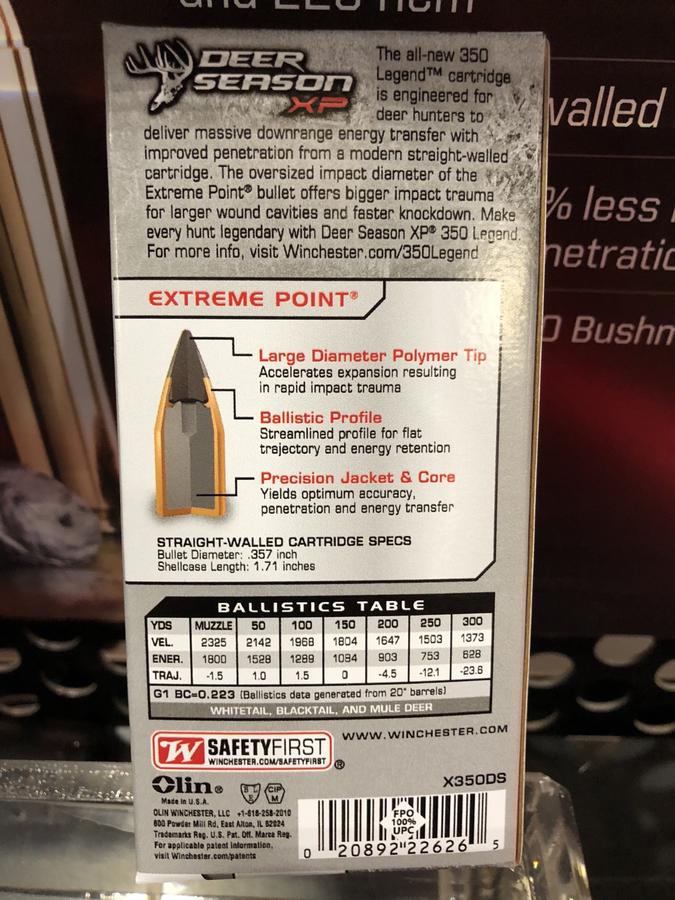 DEER
SEASON
XP
The all-new 350
Legend™ cartridge
is engineered for
deer hunters to
deliver massive downrange energy transfer with
improved penetration from a modern straight-walled
cartridge. The oversized impact diameter of the
Extreme Point® bullet offers bigger impact trauma
for larger wound cavities and faster knockdown. Make
every hunt legendary with Deer Season XP® 350 Legend.
For more info, visit Winchester.com/350Legend
EXTREME POINT®
Large Diameter Polymer Tip
Accelerates expansion resulting
in rapid impact trauma
Ballistic Profile
Streamlined profile for flat
trajectory and energy retention
Precision Jacket & Core
Yields optimum accuracy,
penetration and energy transfer
STRAIGHT-WALLED CARTRIDGE SPECS
Bullet Diameter: .357 inch
Shellcase Length: 1.71 inches
BALLISTICS TABLE
YDS MUZZLE 50 100 150 200 250 300
VEL. 2325 2142 1968 1804 1647 1503 1373
ENER. 1800 1528 1289 1084 903 753 628
TRAJ. -1.5 1.0 1.5 0 -4.5 -12.1 -23.6
G1 BC=0.223 (Ballistics data generated from 20" barrels)
WHITETAIL, BLACKTAIL, AND MULE DEER
W SAFETYFIRST ®
WINCHESTER.COM/SAFETYFIRST
WWW.WINCHESTER.COM
Olin®
CIP
M
Made in U.S.A.
X350DS
OLIN WINCHESTER, LLC +1-618-258-2010
600 Powder Mill Rd, East Alton, IL 62024
Trademarks Reg. U.S. Pat. Off. Marca Reg.
For applicable patent information,
visit Winchester.com/patents
FPO
100%
UPC
0 20892 22626 5
walled
% less
netratio
0 Bushm